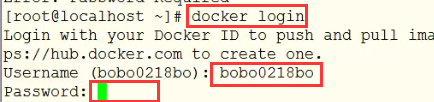 Error: Password Required
[root@localhost ~]# docker login
Login with your Docker ID to push and pull ima
ps://hub.docker.com to create one.
Username (bobo0218bo): bobo0218bo
Password: